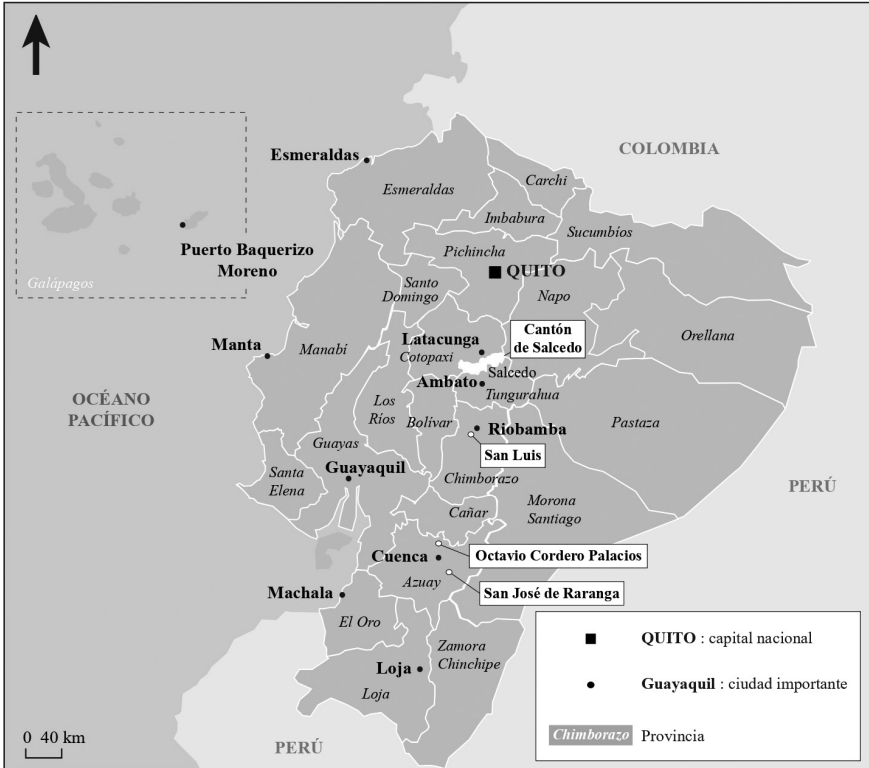 COLOMBIA
Esmeraldas
Esmeraldas
Carchi
Imbabura
Sucumbíos
Puerto Baquerizo
Moreno
Galápagos
Pichincha
QUITO
Santo
Domingo
Napo
Cantón
de Salcedo
Orellana
Manta
Manabí
Latacunga
Cotopaxi
Salcedo
Ambato
Tungurahua
OCÉANO
PACÍFICO
Los
Ríos
Bolívar
Riobamba
Pastaza
San Luis
Guayas
Guayaquil
Santa
Elena
Chimborazo
PERÚ
Morona
Santiago
Cañar
Octavio Cordero Palacios
Cuenca
Azuay
San José de Raranga
Machala
El Oro
Zamora
Chinchipe
Loja
Loja
PERÚ
0 40 km
QUITO : capital nacional
Guayaquil : ciudad importante
Chimborazo Provincia